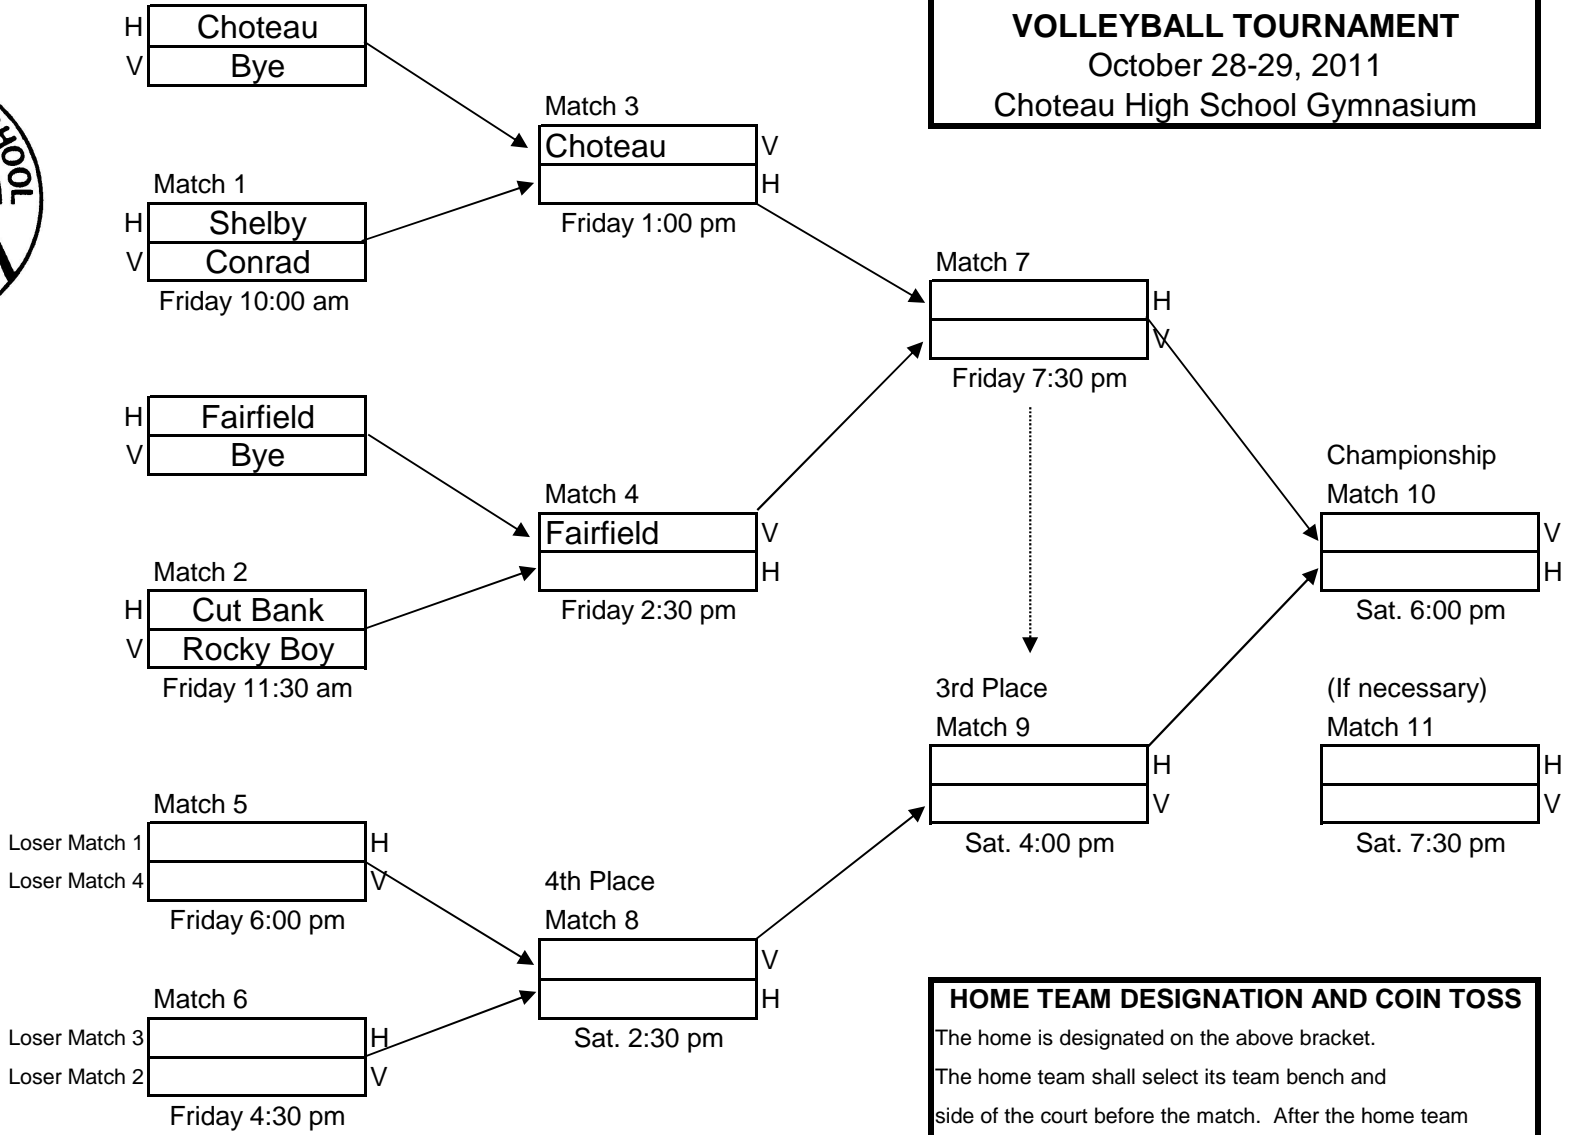 VOLLEYBALL TOURNAMENT
October 28-29, 2011
Choteau High School Gymnasium
H Choteau
V Bye
Match 1
H Shelby
V Conrad
Friday 10:00 am
H Fairfield
V Bye
Match 2
H Cut Bank
V Rocky Boy
Friday 11:30 am
Match 3
Choteau V
H
Friday 1:00 pm
Match 4
Fairfield V
H
Friday 2:30 pm
Match 7
H
V
Friday 7:30 pm
Championship
Match 10
V
H
Sat. 6:00 pm
(If necessary)
Match 11
H
V
Sat. 7:30 pm
3rd Place
Match 9
H
V
Sat. 4:00 pm
Match 5
Loser Match 1 H
Loser Match 4 V
Friday 6:00 pm
Match 6
Loser Match 3 H
Loser Match 2 V
Friday 4:30 pm
4th Place
Match 8
V
H
Sat. 2:30 pm
HOME TEAM DESIGNATION AND COIN TOSS
The home is designated on the above bracket.
The home team shall select its team bench and
side of the court before the match. After the home team